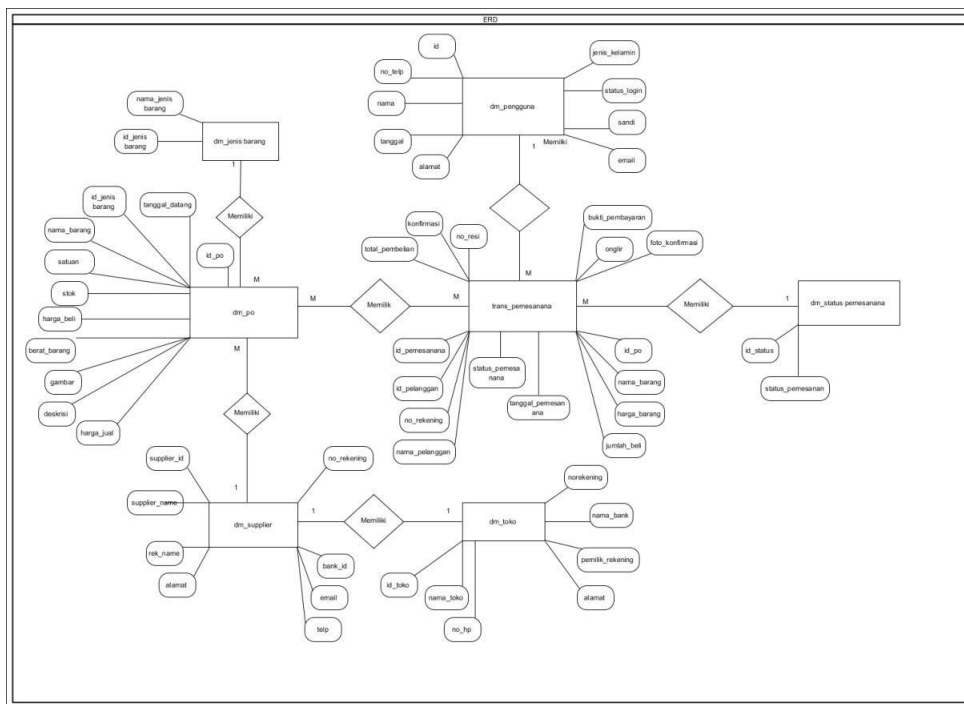 ERD
id
jenis_kelamin
no_telp
status_login
nama
dm_pengguna
sandi
tanggal
alamat
email
1
Memilki
nama_jenis
barang
id_jenis
barang
dm_jenis barang
1
Memiliki
M
id_jenis
barang
tanggal_datang
nama_barang
satuan
id_po
stok
harga_beli
berat_barang
gambar
deskrisi
harga_jual
dm_po
M
Memilik
M
konfirmasi
no_resi
total_pembelian
bukti_pembayaran
ongiir
foto_konfirmasi
M
trans_pemesanana
M
Memiliki
1
dm_status pemesanana
id_status
status_pemesanan
id_pemesanana
id_pelanggan
no_rekening
nama_pelanggan
status_pemesa
nana
tanggal_pemesan
ana
id_po
nama_barang
harga_barang
jumlah_beli
M
Memiliki
1
supplier_id
no_rekening
supplier_name
dm_supplier
rek_name
alamat
bank_id
email
telp
1
Memiliki
1
dm_toko
norekening
nama_bank
pemilik_rekening
alamat
id_toko
nama_toko
no_hp